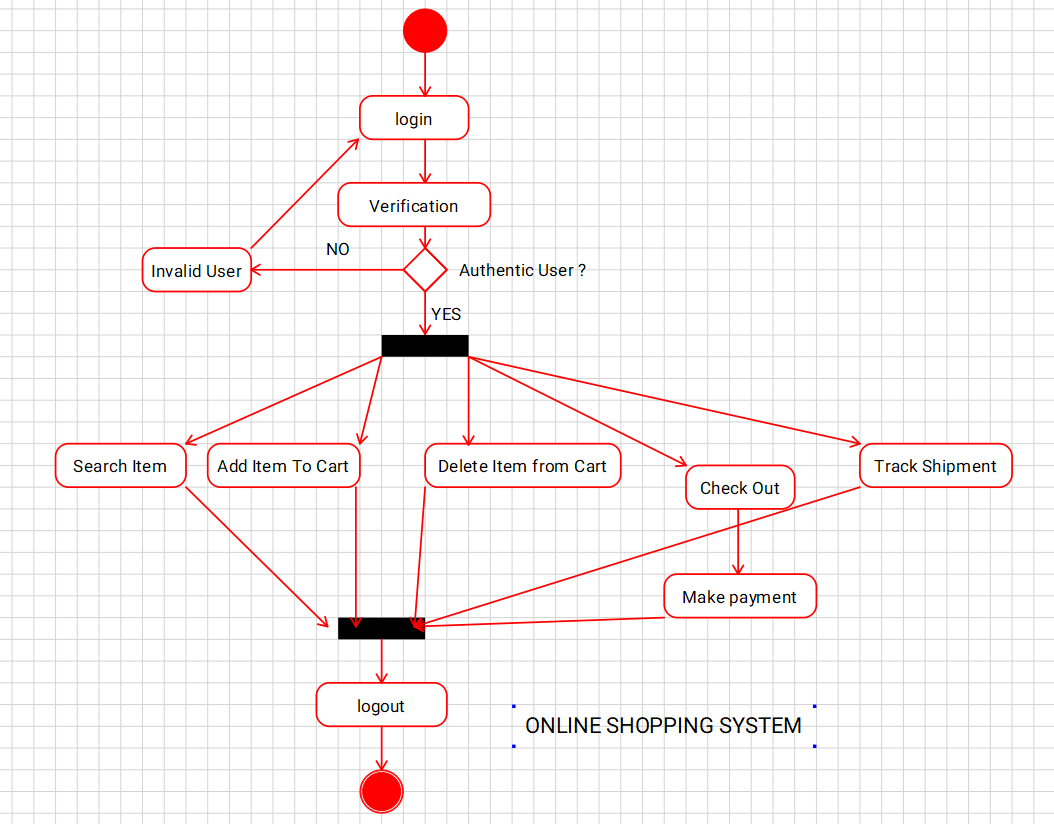 login
Verification
NO
Invalid User
Authentic User ?
YES
Search Item
Add Item To Cart
Delete Item from Cart
Check Out
Track Shipment
Make payment
logout
ONLINE SHOPPING SYSTEM